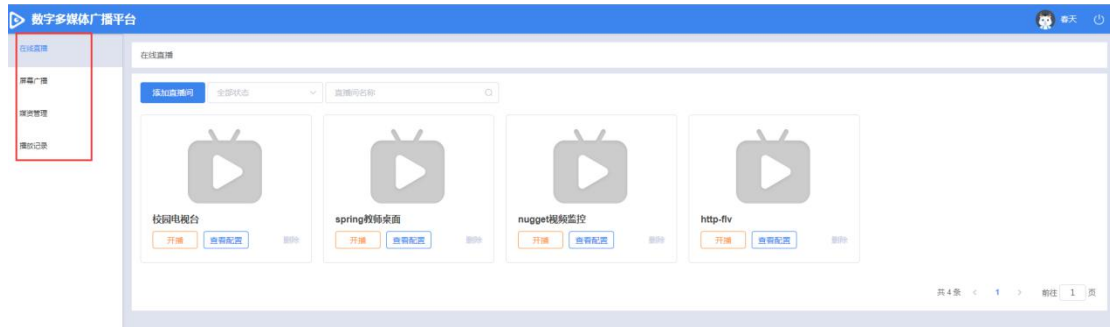 数字多媒体广播平台
春天
在线直播
屏幕广播
媒资管理
播放记录
在线直播
添加直播间 全部状态 直播间名称
校园电视台 spring教师桌面 nugget视频监控 http-flv
开播 查看配置 删除 开播 查看配置 删除 开播 查看配置 删除 开播 查看配置 删除
共 4 条 < 1 > 前往 1 页